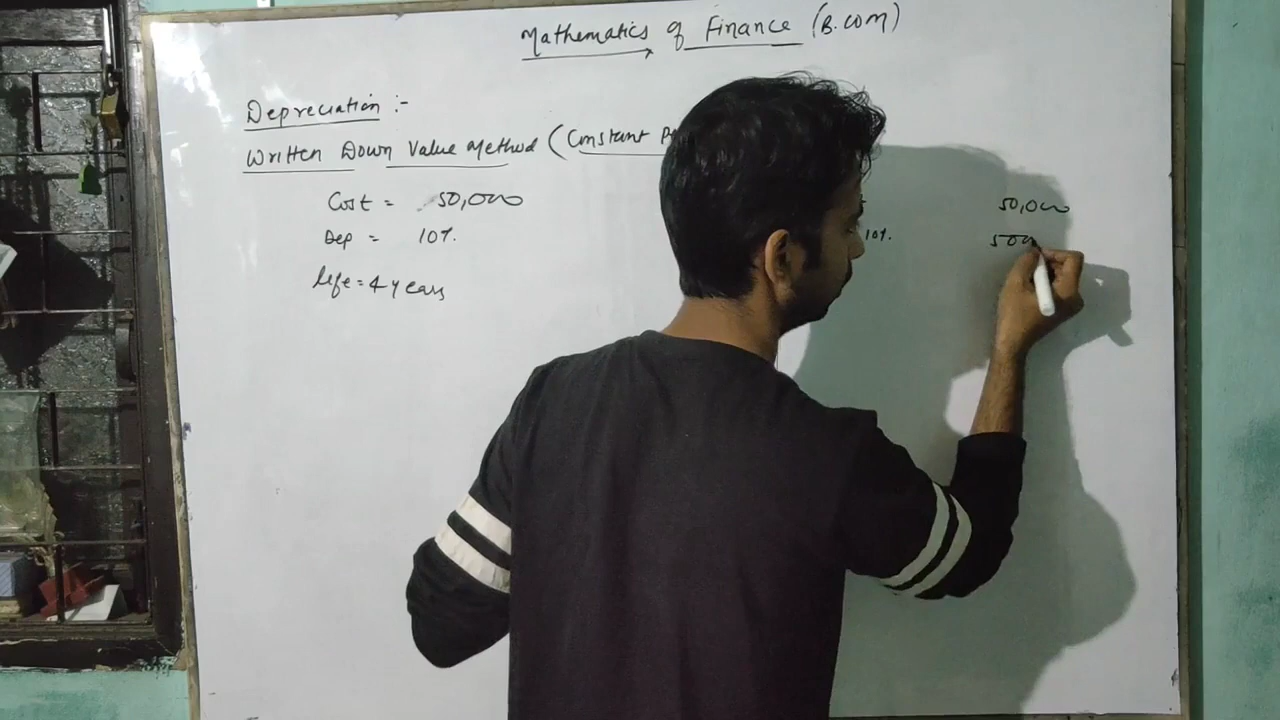 Mathematics of Finance (B.com)
Depreciation :-
Written Down Value Method (Constant
Cost = 50,000 50,000
Dep = 10% 10%. 500
life = 4 years